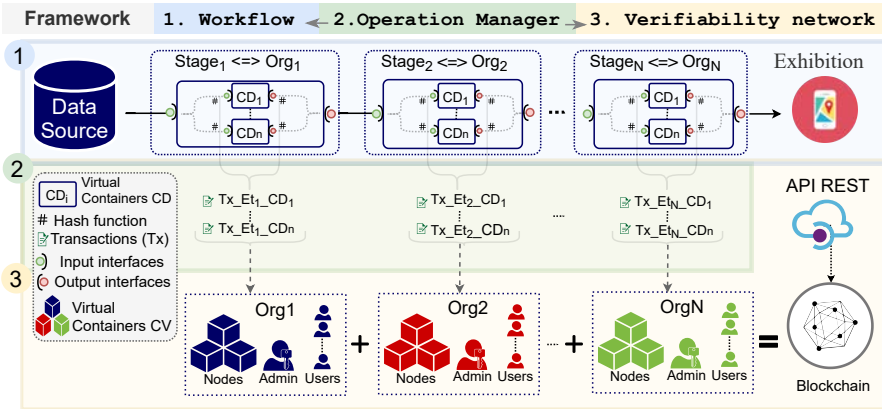 Framework
1. Workflow
2.Operation Manager
3. Verifiability network
1
Data
Source
Stage1 <=> Org1
# CD1 #
# CDn #
Stage2 <=> Org2
# CD1 #
# CDn #
...
StageN <=> OrgN
# CD1 #
# CDn #
Exhibition
2
CDi Virtual
Containers CD
# Hash function
Transactions (Tx)
Input interfaces
Output interfaces
Virtual
Containers CV
Tx_Et1_CD1
Tx_Et1_CDn
Tx_Et2_CD1
Tx_Et2_CDn
....
Tx_EtN_CD1
Tx_EtN_CDn
API REST
3
Org1
Nodes Admin Users
+
Org2
Nodes Admin Users
.... +
OrgN
Nodes Admin Users
=
Blockchain